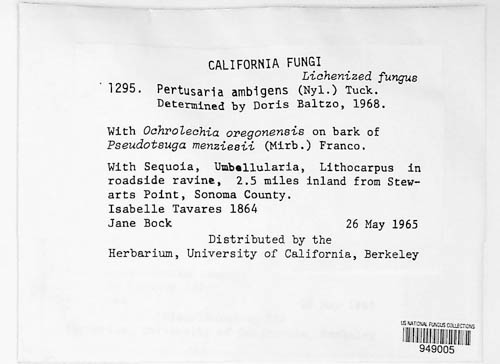 CALIFORNIA FUNGI
Lichenized fungus
1295. Pertusaria ambigens (Nyl.) Tuck.
Determined by Doris Baltzo, 1968.
With Ochrolechia oregonensis on bark of
Pseudotsuga menziesii (Mirb.) Franco.
With Sequoia, Umbellularia, Lithocarpus in
roadside ravine, 2.5 miles inland from Stew-
arts Point, Sonoma County.
Isabelle Tavares 1864
Jane Bock 26 May 1965
Distributed by the
Herbarium, University of California, Berkeley
US NATIONAL FUNGUS COLLECTIONS
949005